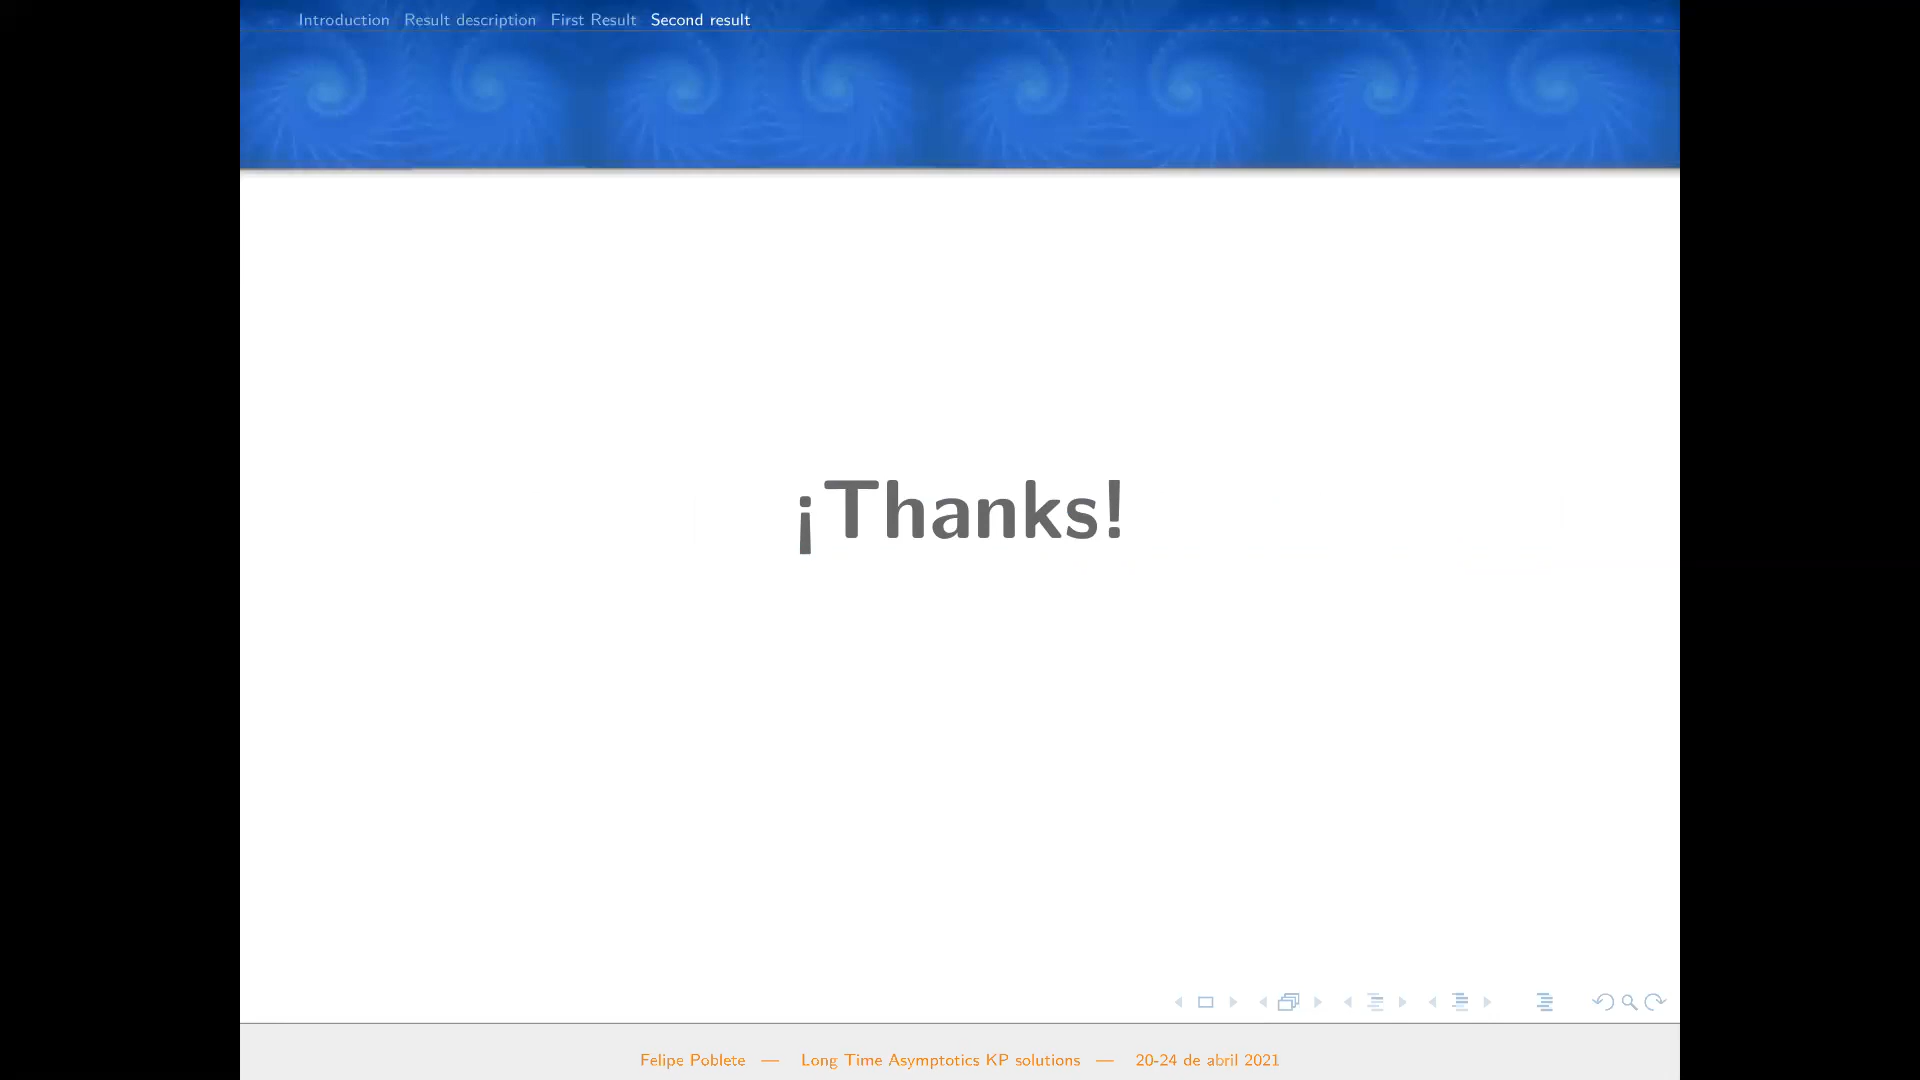 Introduction Result description First Result Second result
¡Thanks!
Felipe Poblete — Long Time Asymptotics KP solutions — 20-24 de abril 2021